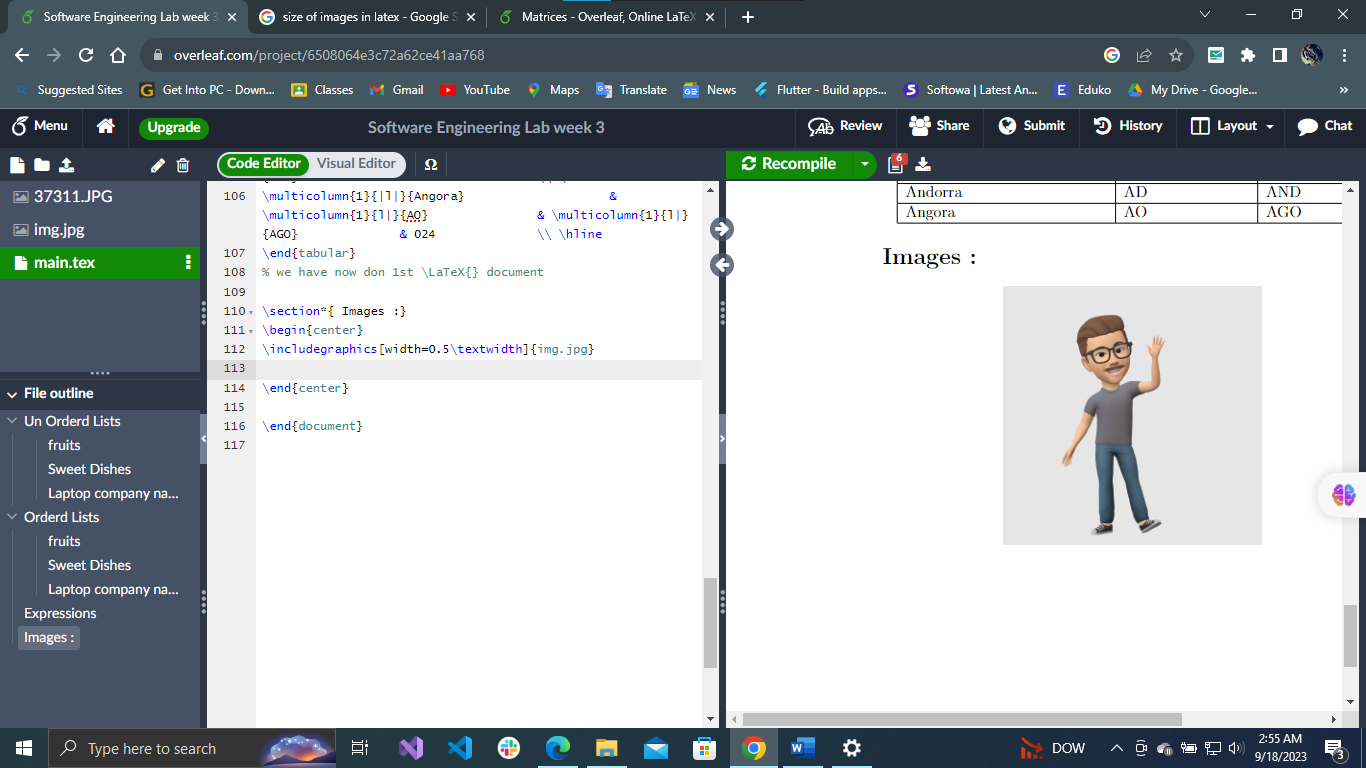 Software Engineering Lab week 3
size of images in latex - Google S
Matrices - Overleaf, Online LaTeX
overleaf.com/project/6508064e3c72a62ce41aa768
Suggested Sites
Get Into PC - Down...
Classes
Gmail
YouTube
Maps
Translate
News
Flutter - Build apps...
Softowa | Latest An...
Eduko
My Drive - Google...
»
Menu
Upgrade
Software Engineering Lab week 3
Review
Share
Submit
History
Layout
Chat
Code Editor
Visual Editor
Ω
Recompile
6
37311.JPG
img.jpg
main.tex
File outline
Un Orderd Lists
fruits
Sweet Dishes
Laptop company na...
Orderd Lists
fruits
Sweet Dishes
Laptop company na...
Expressions
Images :
106 \multicolumn{1}{|l|}{Angora} &
\multicolumn{1}{l|}{AO} & \multicolumn{1}{l|}
{AGO} & 024 \\ \hline
107 \end{tabular}
108 % we have now don 1st \LaTeX{} document
109
110 \section*{ Images :}
111 \begin{center}
112 \includegraphics[width=0.5\textwidth]{img.jpg}
113
114 \end{center}
115
116 \end{document}
117
Andorra AD AND
Angora AO AGO
Images :
Type here to search
DOW
2:55 AM
9/18/2023
3